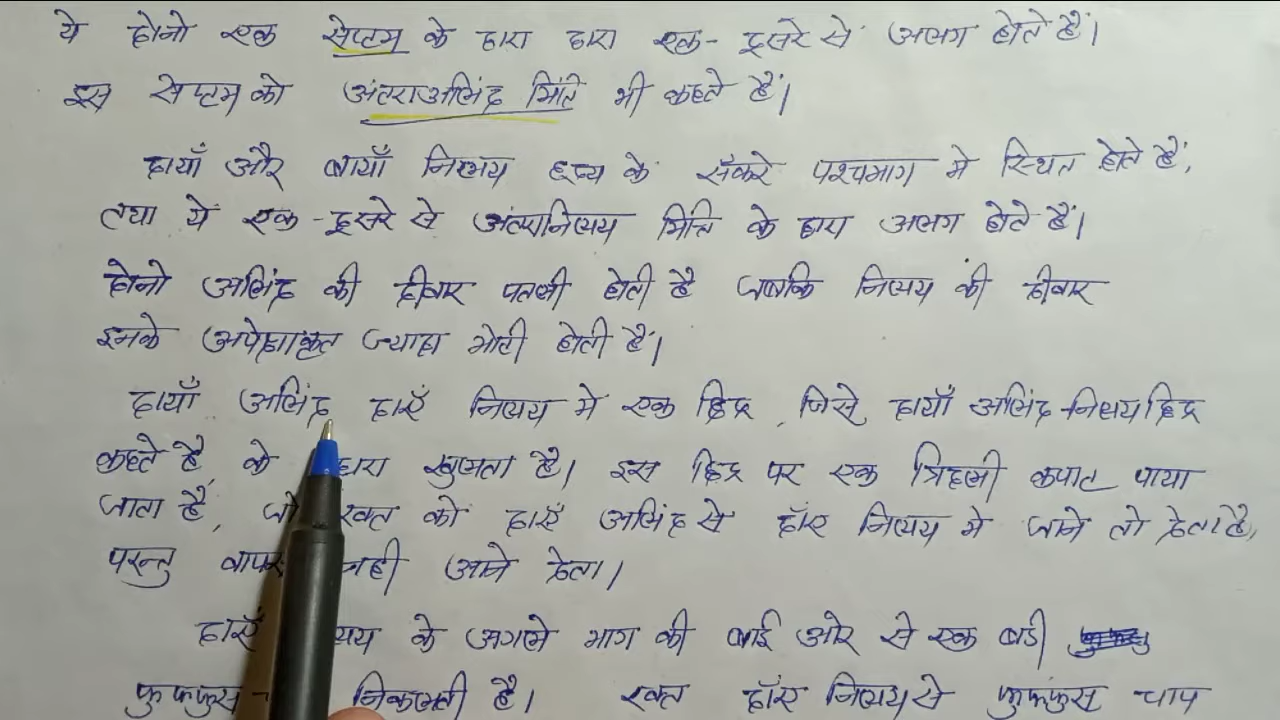 ये दोनो एक सेप्टम के द्वारा द्वारा एक-दूसरे से अलग होते हैं।
इस सेप्टम को अंतराअलिंद भित्ति भी कहते हैं।
दायाँ और बायाँ निलय हृदय के सँकरे पश्चभाग मे स्थित होते हैं,
तथा ये एक-दूसरे से अंतरानिलय भित्ति के द्वारा अलग होते हैं।
दोनो अलिंद की दीवार पतली होती है जबकि निलय की दीवार
इनके अपेक्षाकृत ज्यादा मोटी होती हैं।
दायाँ अलिंद दाएँ निलय मे एक छिद्र, जिसे दायाँ अलिंद-निलय छिद्र
कहते है, के द्वारा खुलता है। इस छिद्र पर एक त्रिदली कपाट पाया
जाता है, जो रक्त को दाएँ अलिंद से दाँए निलय मे जाने तो देता है,
परन्तु नही आने देता।
दाएँ के अगले भाग की बाई ओर से एक बडी
फुफ्फुस- निकलती है। रक्त दाँए निलय से फुफ्फुस चाप